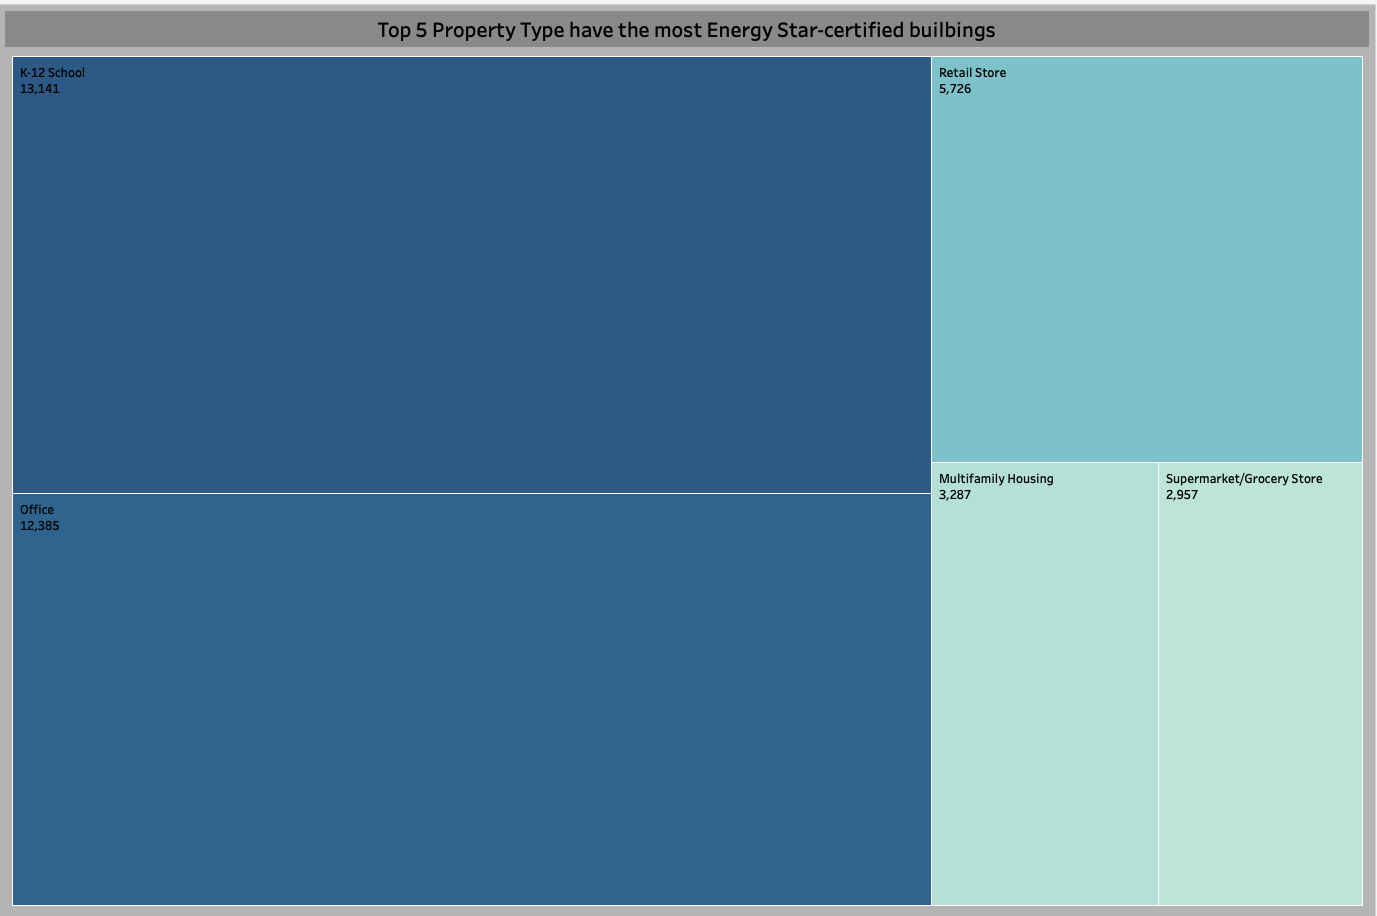 Top 5 Property Type have the most Energy Star-certified builbings
K-12 School
13,141
Retail Store
5,726
Multifamily Housing
3,287
Supermarket/Grocery Store
2,957
Office
12,385